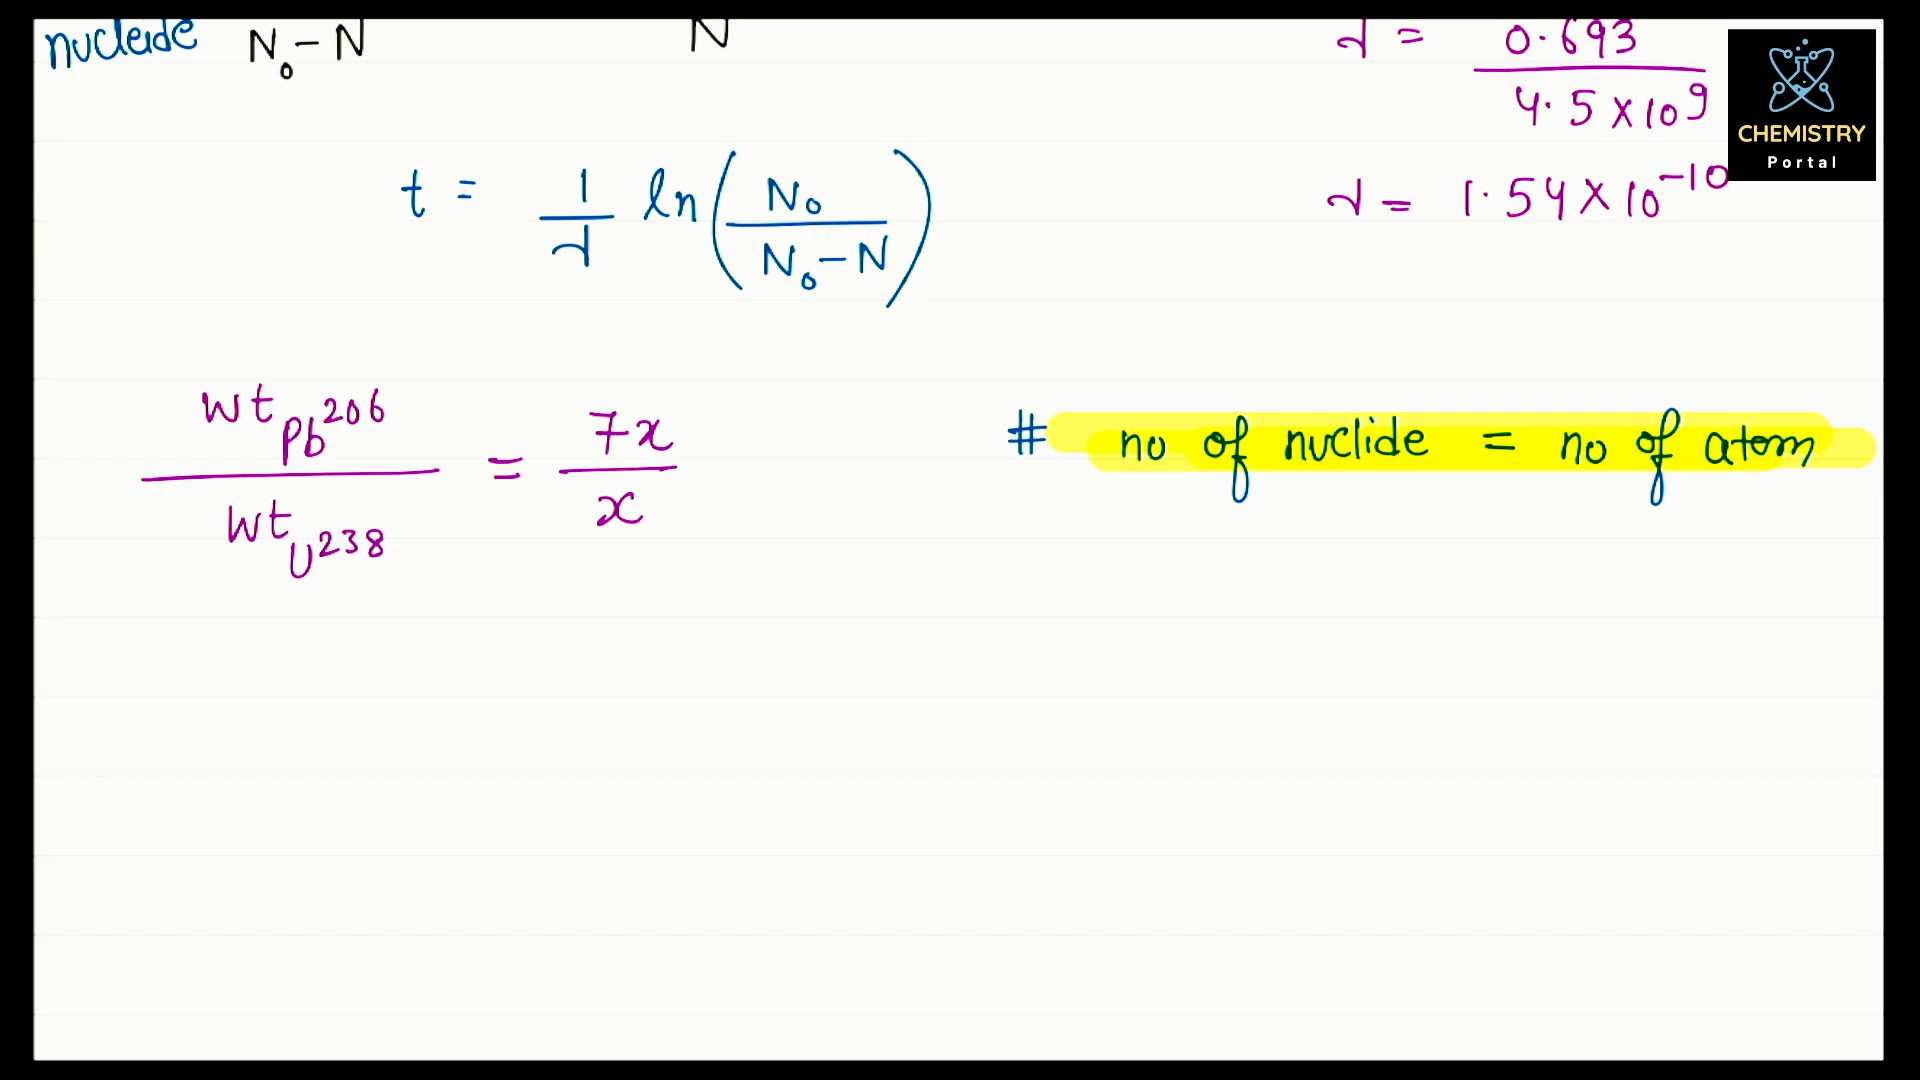 nucleide N₀ - N N
λ = 0.693 / 4.5 × 10⁹
CHEMISTRY
Portal
t = 1/λ ln(N₀ / N₀ - N)
λ = 1.54 × 10⁻¹⁰
wt Pb²⁰⁶ / wt U²³⁸ = 7x / x
# no of nuclide = no of atom